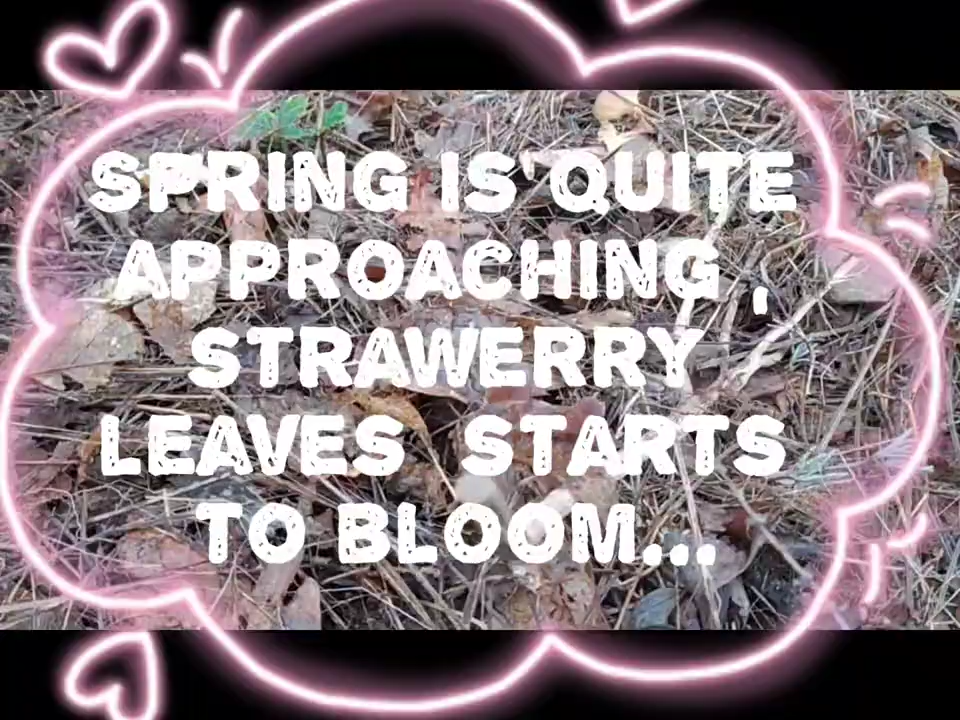 SPRING IS QUITE
APPROACHING ,
STRAWERRY
LEAVES STARTS
TO BLOOM...